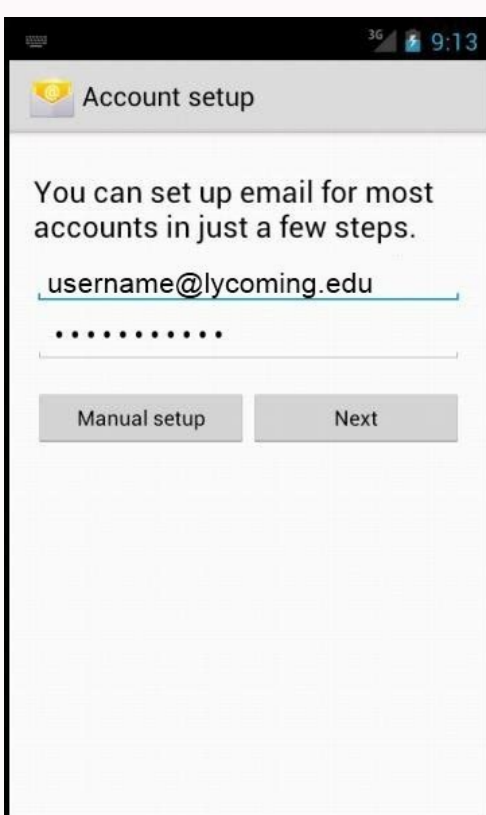 3G 9:13
Account setup
You can set up email for most
accounts in just a few steps.
username@lycoming.edu
•••••••••••
Manual setup Next